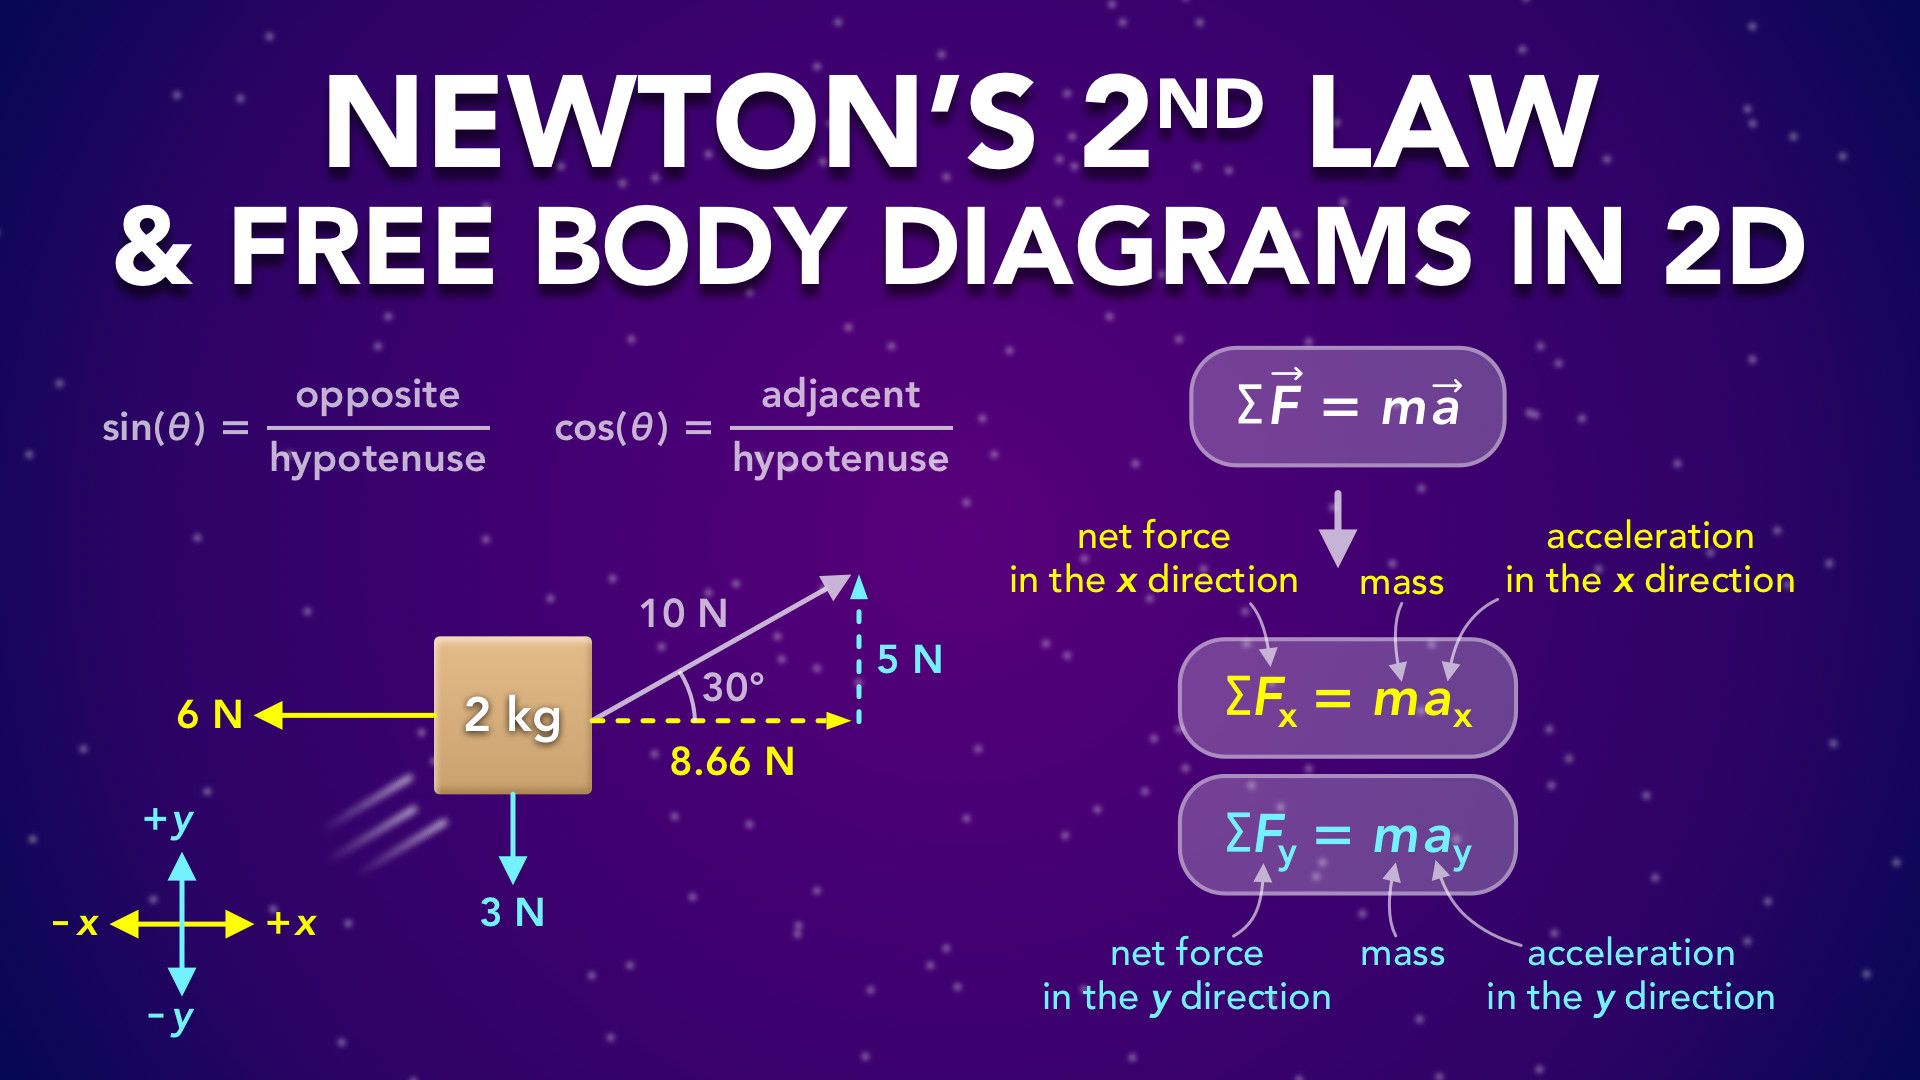 NEWTON’S 2ND LAW
& FREE BODY DIAGRAMS IN 2D
sin(θ) = opposite / hypotenuse
cos(θ) = adjacent / hypotenuse
ΣF⃗ = ma⃗
net force
in the x direction
mass
acceleration
in the x direction
ΣFₓ = maₓ
ΣFy = may
net force
in the y direction
mass
acceleration
in the y direction
10 N
30°
5 N
8.66 N
6 N
2 kg
3 N
+y
-x
+x
-y